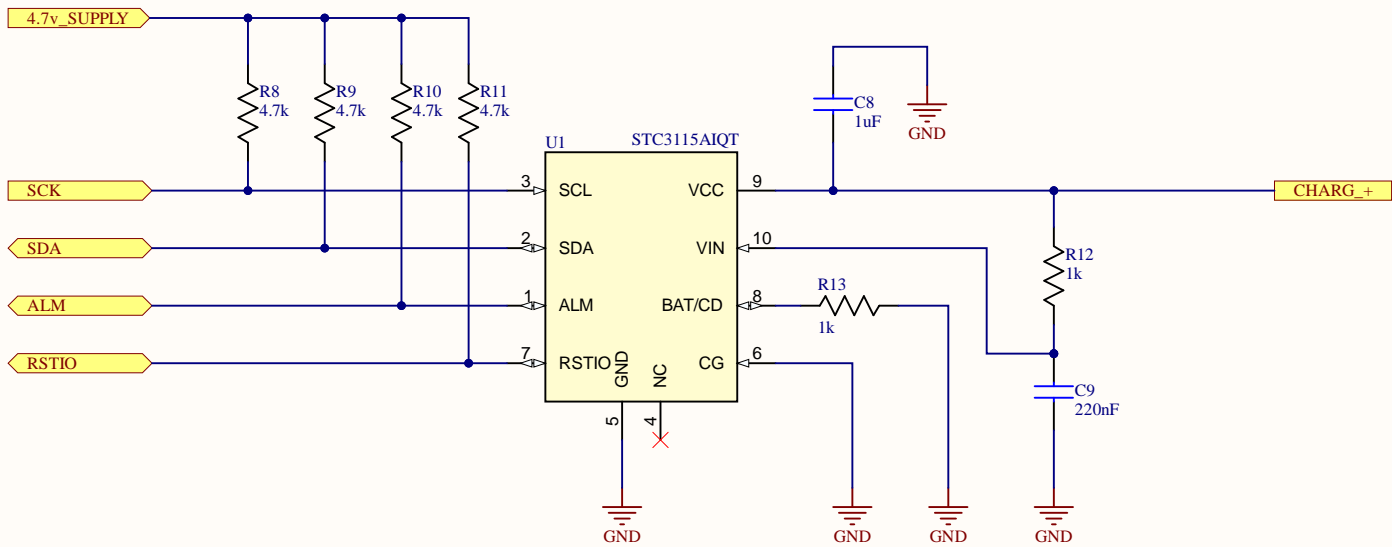 4.7v_SUPPLY
R8
4.7k
R9
4.7k
R10
4.7k
R11
4.7k
C8
1uF
GND
U1
STC3115AIQT
SCK
3
SCL
VCC
9
CHARG_+
SDA
2
SDA
VIN
10
R12
1k
ALM
1
ALM
BAT/CD
8
R13
1k
RSTIO
7
RSTIO
GND
NC
CG
6
5
4
C9
220nF
GND
GND
GND
GND